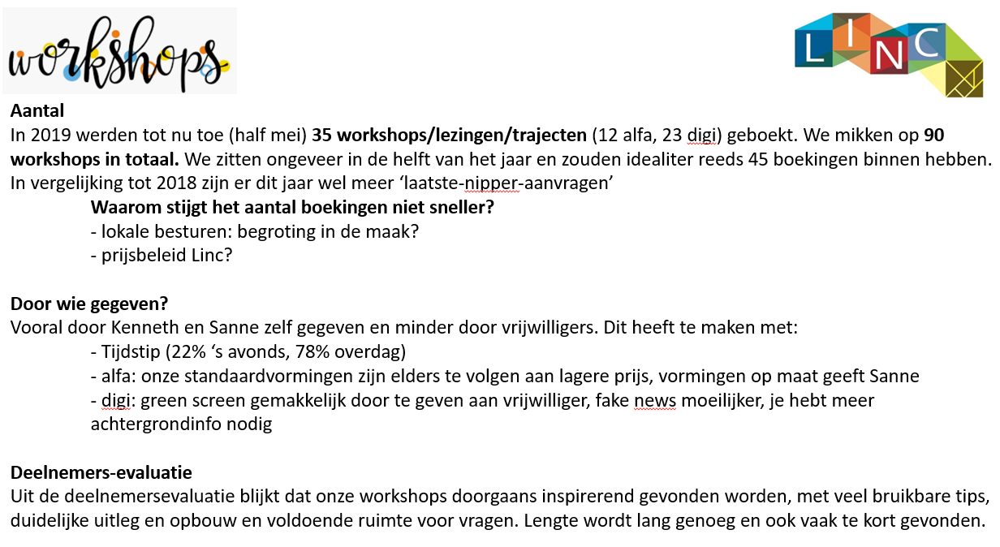 workshops
LINC
Aantal
In 2019 werden tot nu toe (half mei) 35 workshops/lezingen/trajecten (12 alfa, 23 digi) geboekt. We mikken op 90
workshops in totaal. We zitten ongeveer in de helft van het jaar en zouden idealiter reeds 45 boekingen binnen hebben.
In vergelijking tot 2018 zijn er dit jaar wel meer ‘laatste-nipper-aanvragen’
Waarom stijgt het aantal boekingen niet sneller?
- lokale besturen: begroting in de maak?
- prijsbeleid Linc?
Door wie gegeven?
Vooral door Kenneth en Sanne zelf gegeven en minder door vrijwilligers. Dit heeft te maken met:
- Tijdstip (22% ‘s avonds, 78% overdag)
- alfa: onze standaardvormingen zijn elders te volgen aan lagere prijs, vormingen op maat geeft Sanne
- digi: green screen gemakkelijk door te geven aan vrijwilliger, fake news moeilijker, je hebt meer
achtergrondinfo nodig
Deelnemers-evaluatie
Uit de deelnemersevaluatie blijkt dat onze workshops doorgaans inspirerend gevonden worden, met veel bruikbare tips,
duidelijke uitleg en opbouw en voldoende ruimte voor vragen. Lengte wordt lang genoeg en ook vaak te kort gevonden.